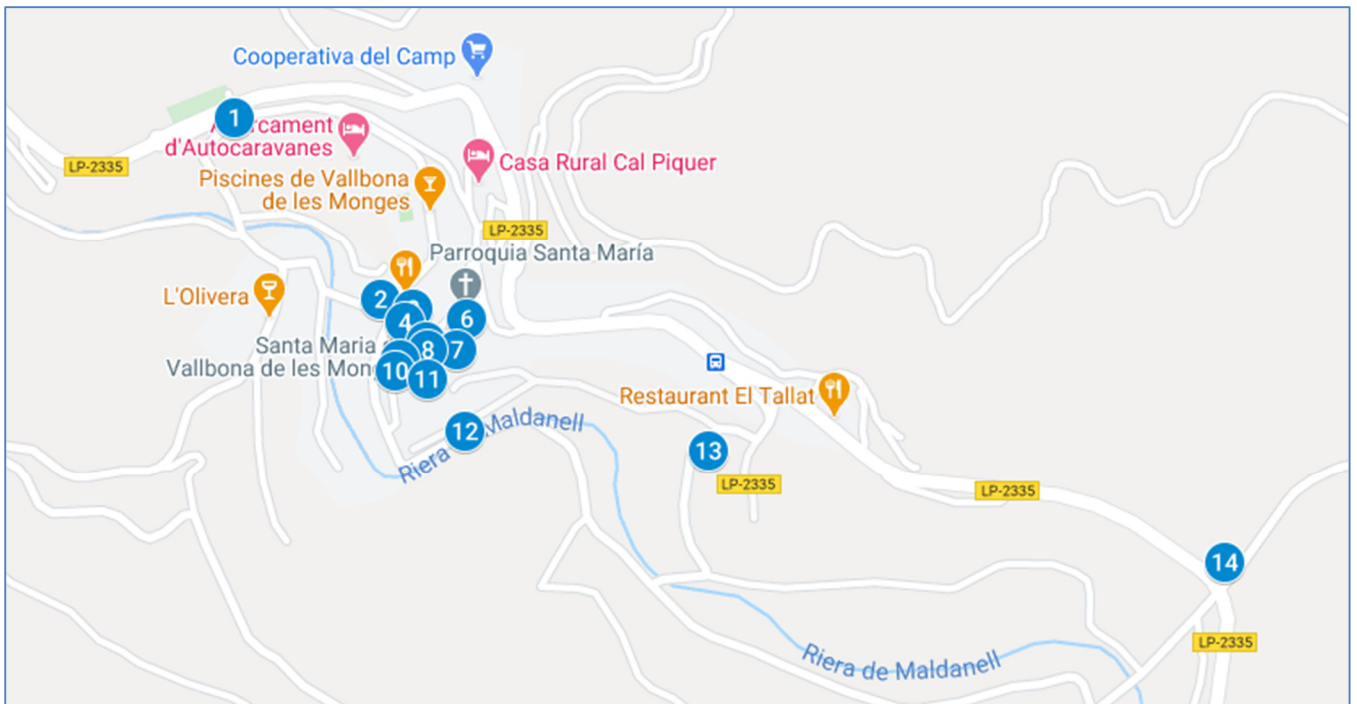 Cooperativa del Camp
1
d'Autocaravanes
LP-2335
Casa Rural Cal Piquer
Piscines de Vallbona
de les Monges
LP-2335
Parroquia Santa María
L'Olivera
2
4
6
Santa Maria
Vallbona de les
8
7
10
11
12
Riera Maldanell
Restaurant El Tallat
13
LP-2335
LP-2335
14
LP-2335
Riera de Maldanell